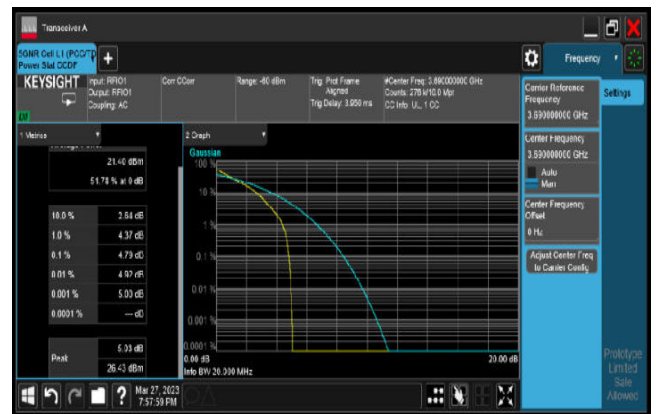 Transceiver A
5GNR Cell L1 (PCC/TD
Power Stat CCDF
Frequency
KEYSIGHT
Input: RFIO1
Output: RFIO1
Coupling: AC
Corr CCorr
Range: -60 dBm
Trig: Prot Frame
Aligned
Trig Delay: 3.950 ms
#Center Freq: 3.690000000 GHz
Counts: 276 k/10.0 Mpt
CC Info: UL, 1 CC
1 Metrics
2 Graph
Average Power
21.40 dBm
51.78 % at 0 dB
10.0 % 2.64 dB
1.0 % 4.37 dB
0.1 % 4.79 dB
0.01 % 4.92 dB
0.001 % 5.03 dB
0.0001 % --- dB
Peak
5.03 dB
26.43 dBm
Gaussian
100 %
10 %
1 %
0.1 %
0.01 %
0.001 %
0.0001 %
0.00 dB
20.00 dB
Info BW 20.000 MHz
Carrier Reference
Frequency
3.690000000 GHz
Center Frequency
3.690000000 GHz
Auto
Man
Center Frequency
Offset
0 Hz
Adjust Center Freq
to Carrier Config
Settings
Prototype
Limited
Sale
Allowed
?
Mar 27, 2023
7:57:59 PM